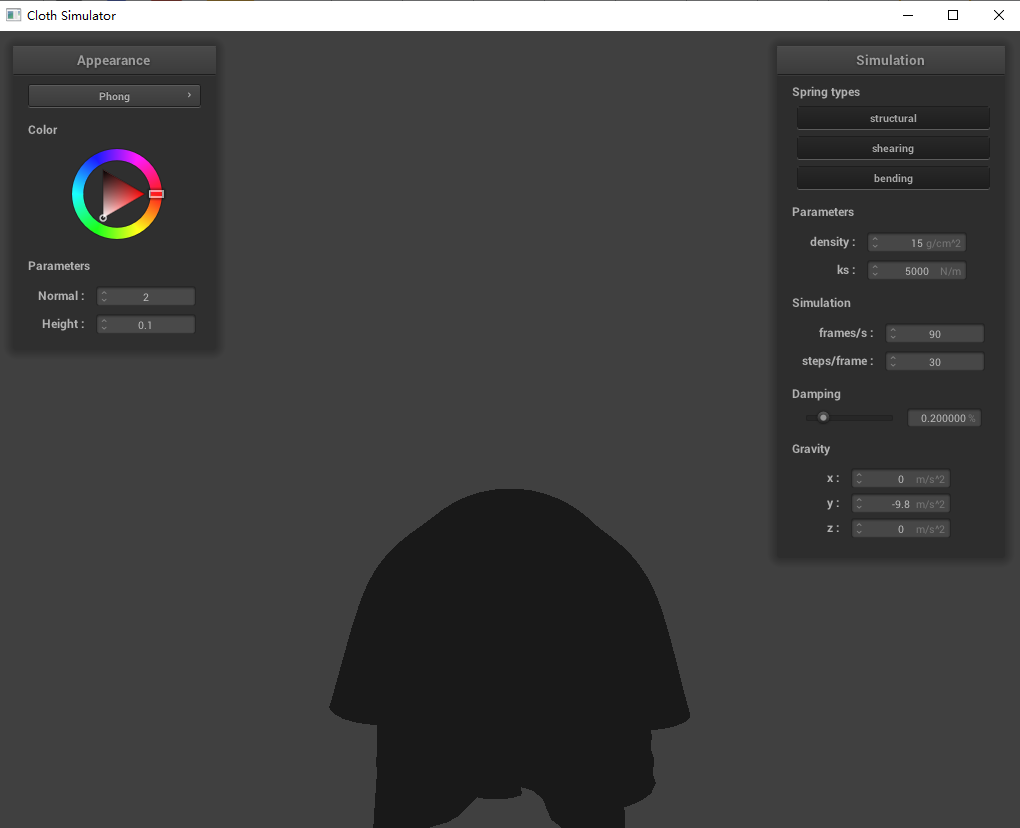 Cloth Simulator
Appearance
Phong ›
Color
Parameters
Normal : 2
Height : 0.1
Simulation
Spring types
structural
shearing
bending
Parameters
density : 15 g/cm^2
ks : 5000 N/m
Simulation
frames/s : 90
steps/frame : 30
Damping
0.200000 %
Gravity
x : 0 m/s^2
y : -9.8 m/s^2
z : 0 m/s^2